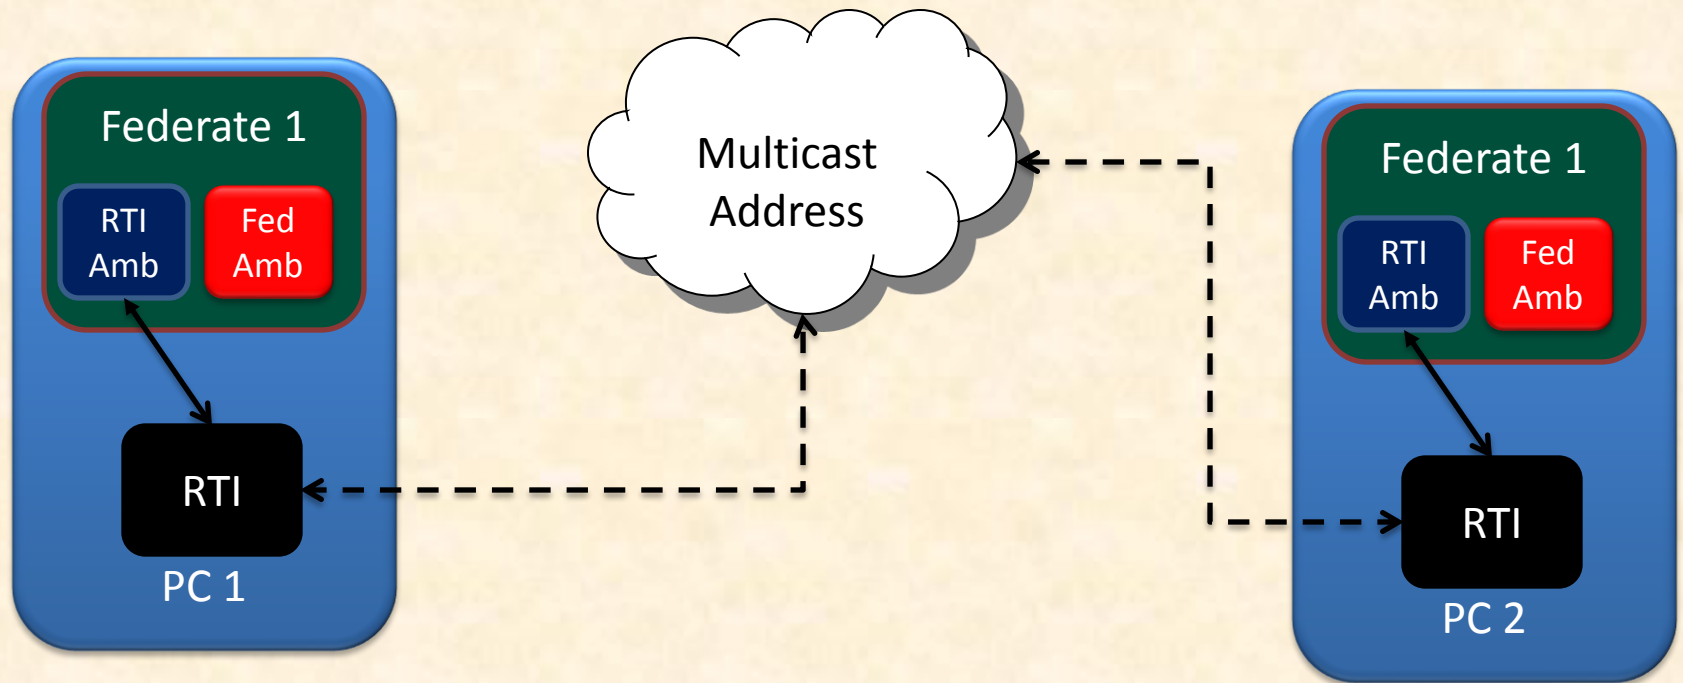 Federate 1
RTI
Amb
Fed
Amb
RTI
PC 1
Multicast
Address
Federate 1
RTI
Amb
Fed
Amb
RTI
PC 2